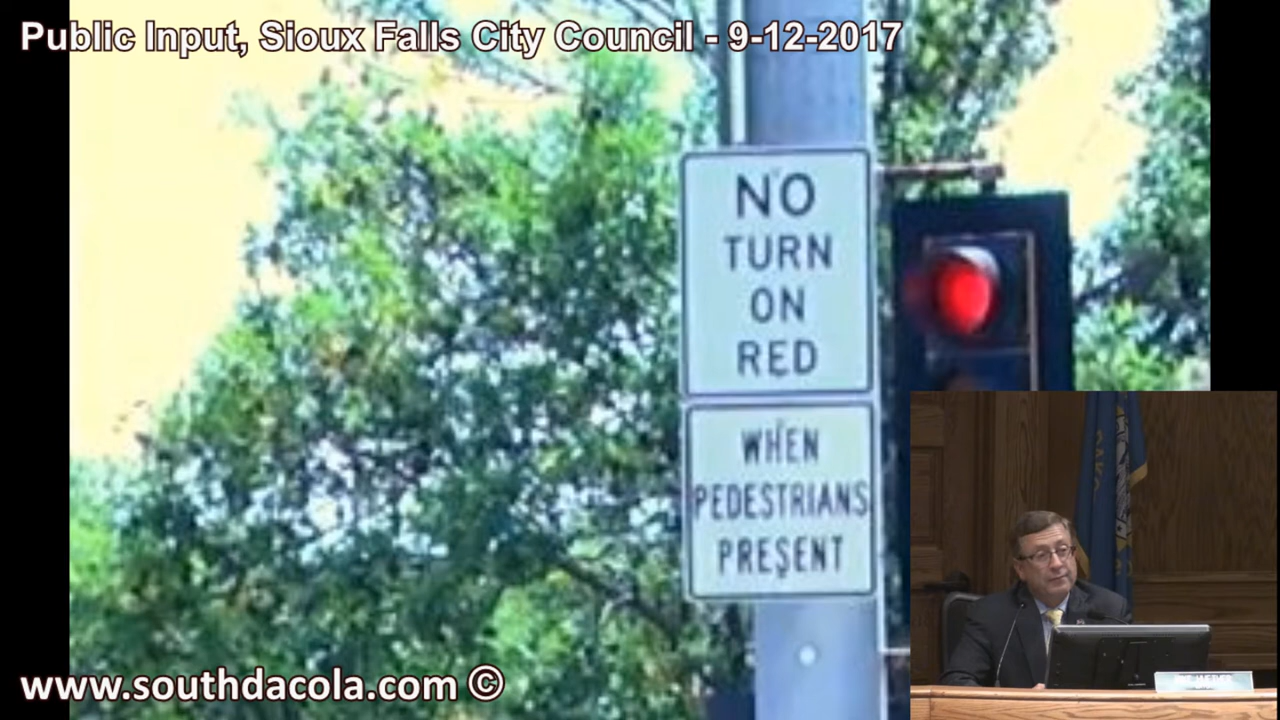 Public Input, Sioux Falls City Council - 9-12-2017
NO
TURN
ON
RED
WHEN
PEDESTRIANS
PRESENT
www.southdacola.com ©